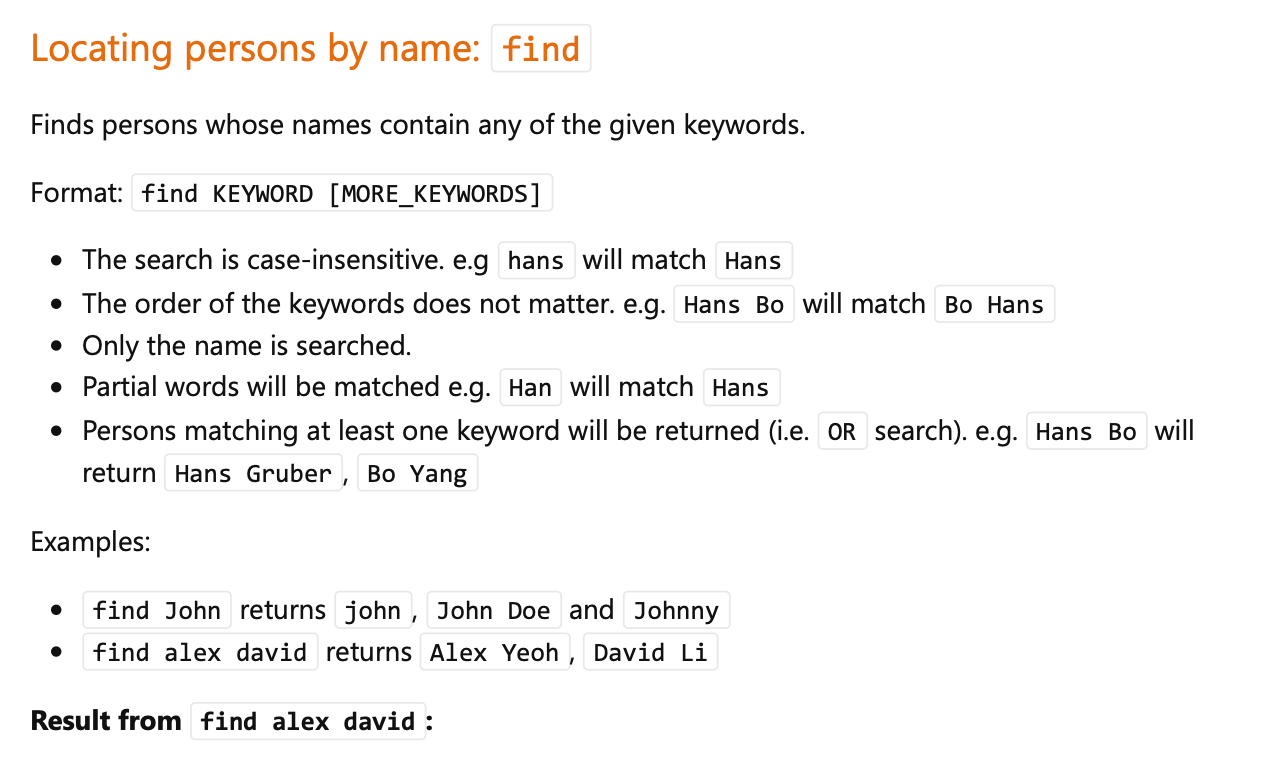 Locating persons by name: find
Finds persons whose names contain any of the given keywords.
Format: find KEYWORD [MORE_KEYWORDS]
• The search is case-insensitive. e.g hans will match Hans
• The order of the keywords does not matter. e.g. Hans Bo will match Bo Hans
• Only the name is searched.
• Partial words will be matched e.g. Han will match Hans
• Persons matching at least one keyword will be returned (i.e. OR search). e.g. Hans Bo will
return Hans Gruber, Bo Yang
Examples:
• find John returns john, John Doe and Johnny
• find alex david returns Alex Yeoh, David Li
Result from find alex david: